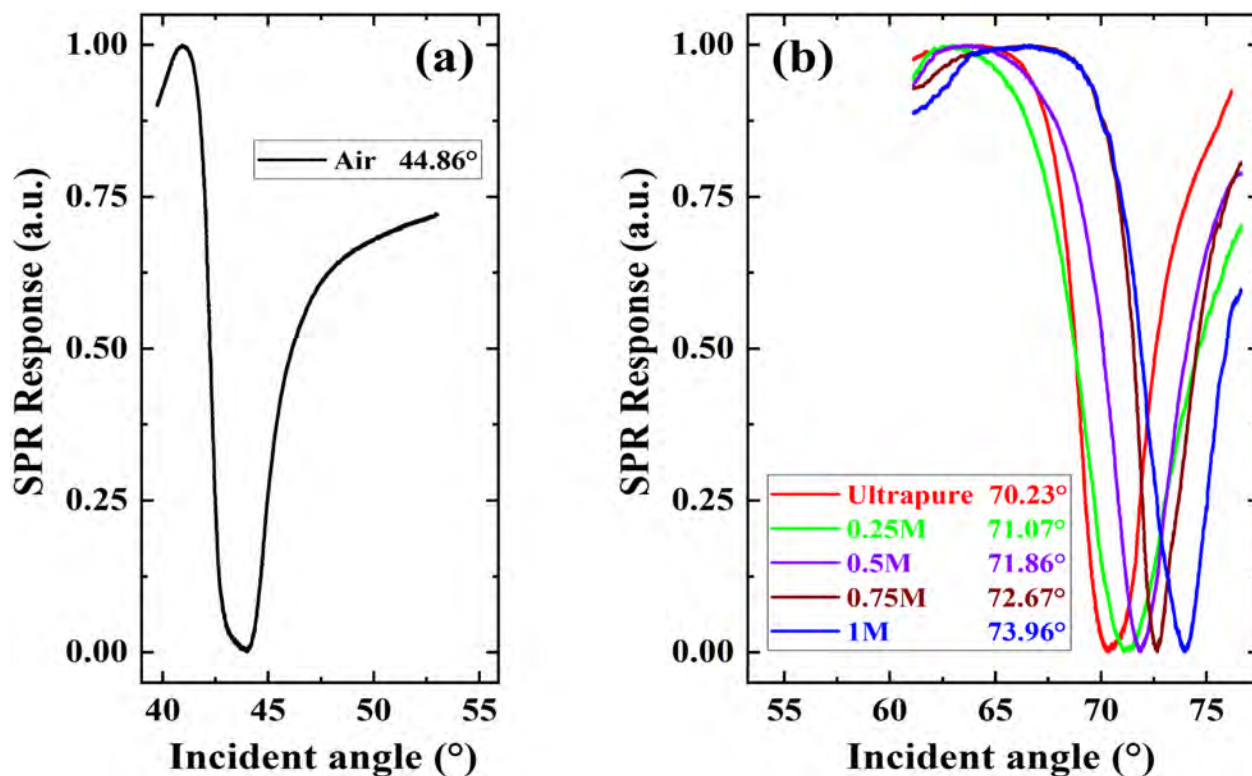 (a)
Air 44.86°
SPR Response (a.u.)
1.00
0.75
0.50
0.25
0.00
40 45 50 55
Incident angle (°)
(b)
SPR Response (a.u.)
1.00
0.75
0.50
0.25
0.00
Ultrapure 70.23°
0.25M 71.07°
0.5M 71.86°
0.75M 72.67°
1M 73.96°
55 60 65 70 75
Incident angle (°)